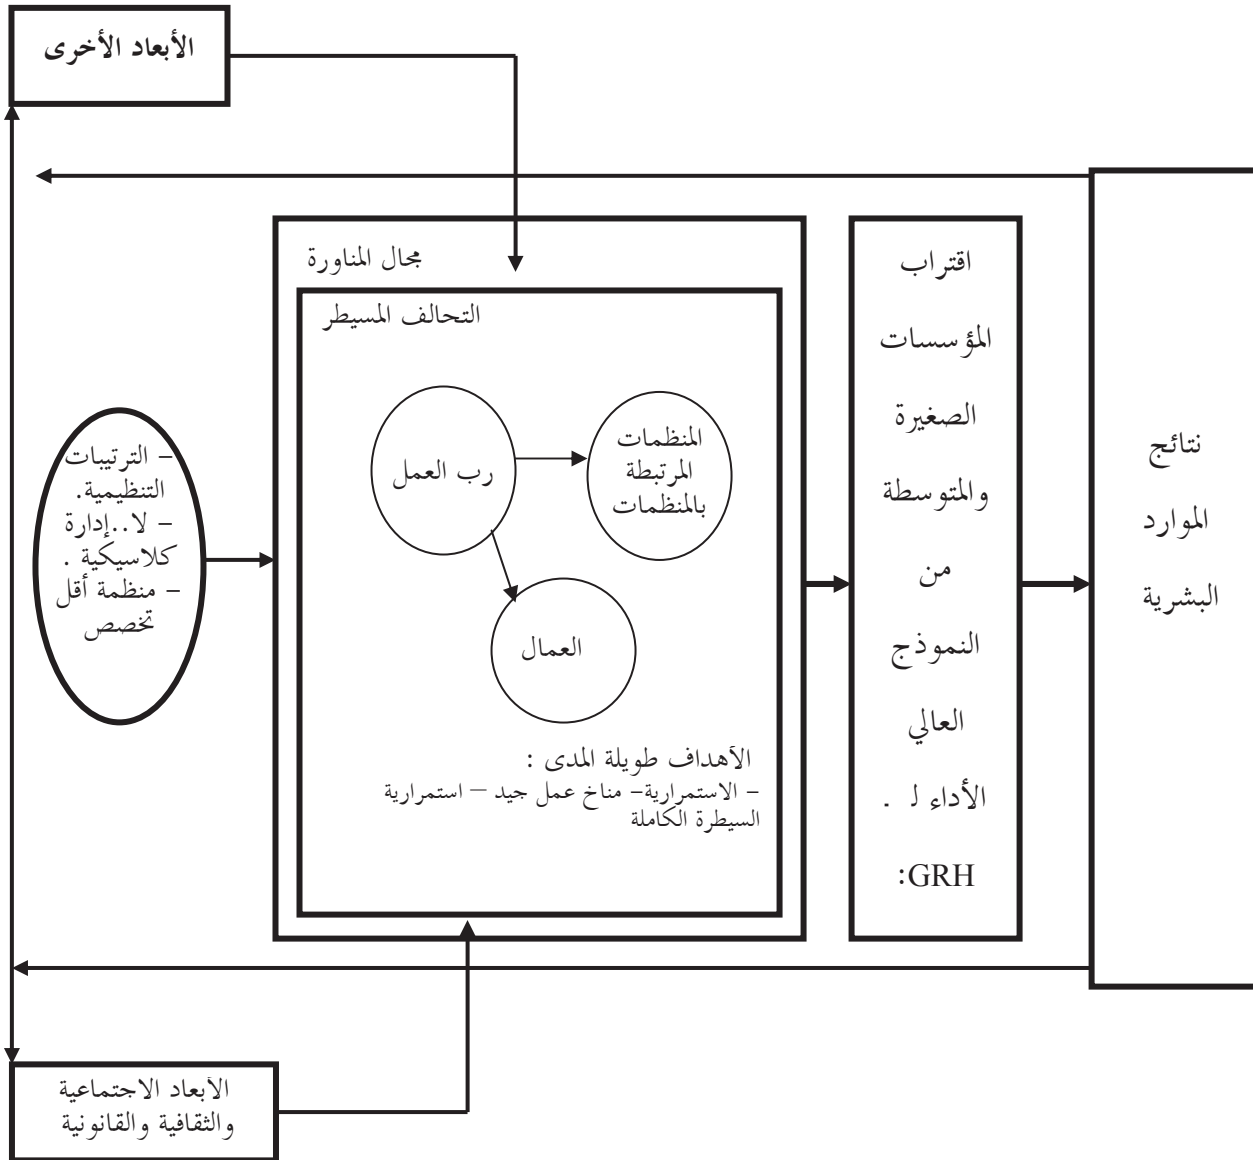 الأبعاد الأخرى
مجال المناورة
التحالف المسيطر
رب العمل
المنظمات
المرتبطة
بالمنظمات
العمال
الأهداف طويلة المدى :
– الاستمرارية– مناخ عمل جيد – استمرارية
السيطرة الكاملة
– الترتيبات
التنظيمية.
– لا..إدارة
كلاسيكية .
– منظمة أقل
تخصص
اقتراب
المؤسسات
الصغيرة
والمتوسطة
من
النموذج
العالي
الأداء لـ .
GRH:
نتائج
الموارد
البشرية
الأبعاد الاجتماعية
والثقافية والقانونية